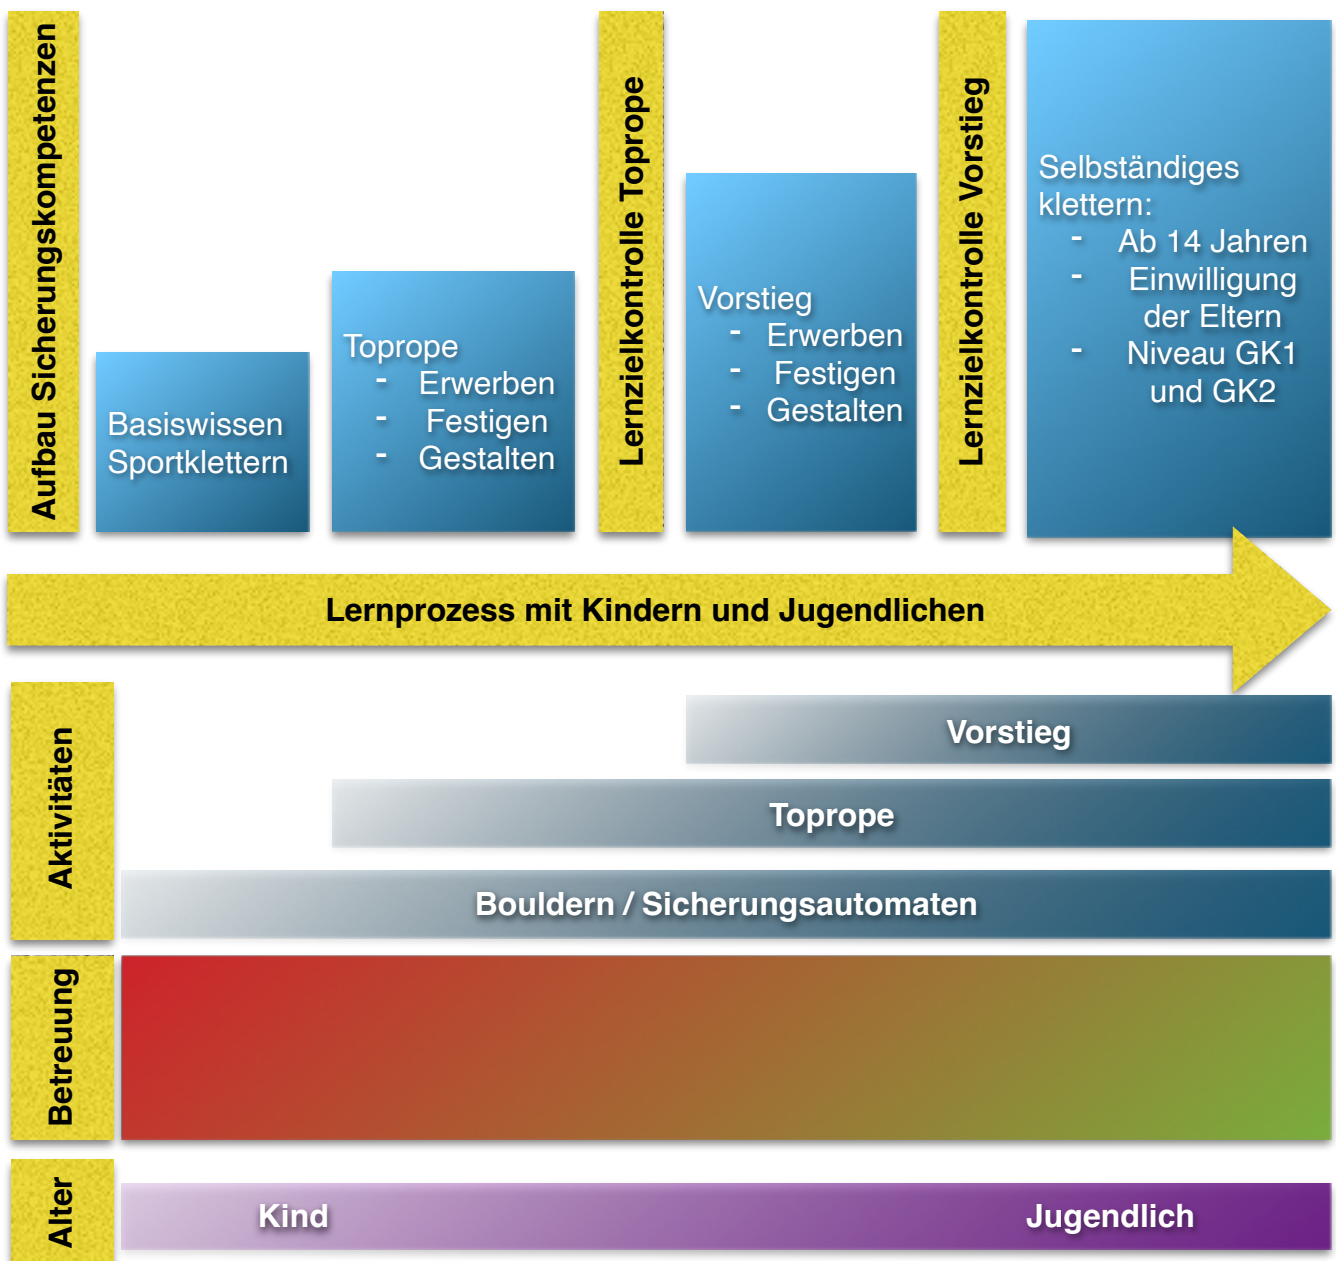 Aufbau Sicherungskompetenzen
Basiswissen
Sportklettern
Toprope
- Erwerben
- Festigen
- Gestalten
Lernzielkontrolle Toprope
Vorstieg
- Erwerben
- Festigen
- Gestalten
Lernzielkontrolle Vorstieg
Selbständiges
klettern:
- Ab 14 Jahren
- Einwilligung
der Eltern
- Niveau GK1
und GK2
Lernprozess mit Kindern und Jugendlichen
Aktivitäten
Vorstieg
Toprope
Bouldern / Sicherungsautomaten
Betreuung
Alter
Kind
Jugendlich